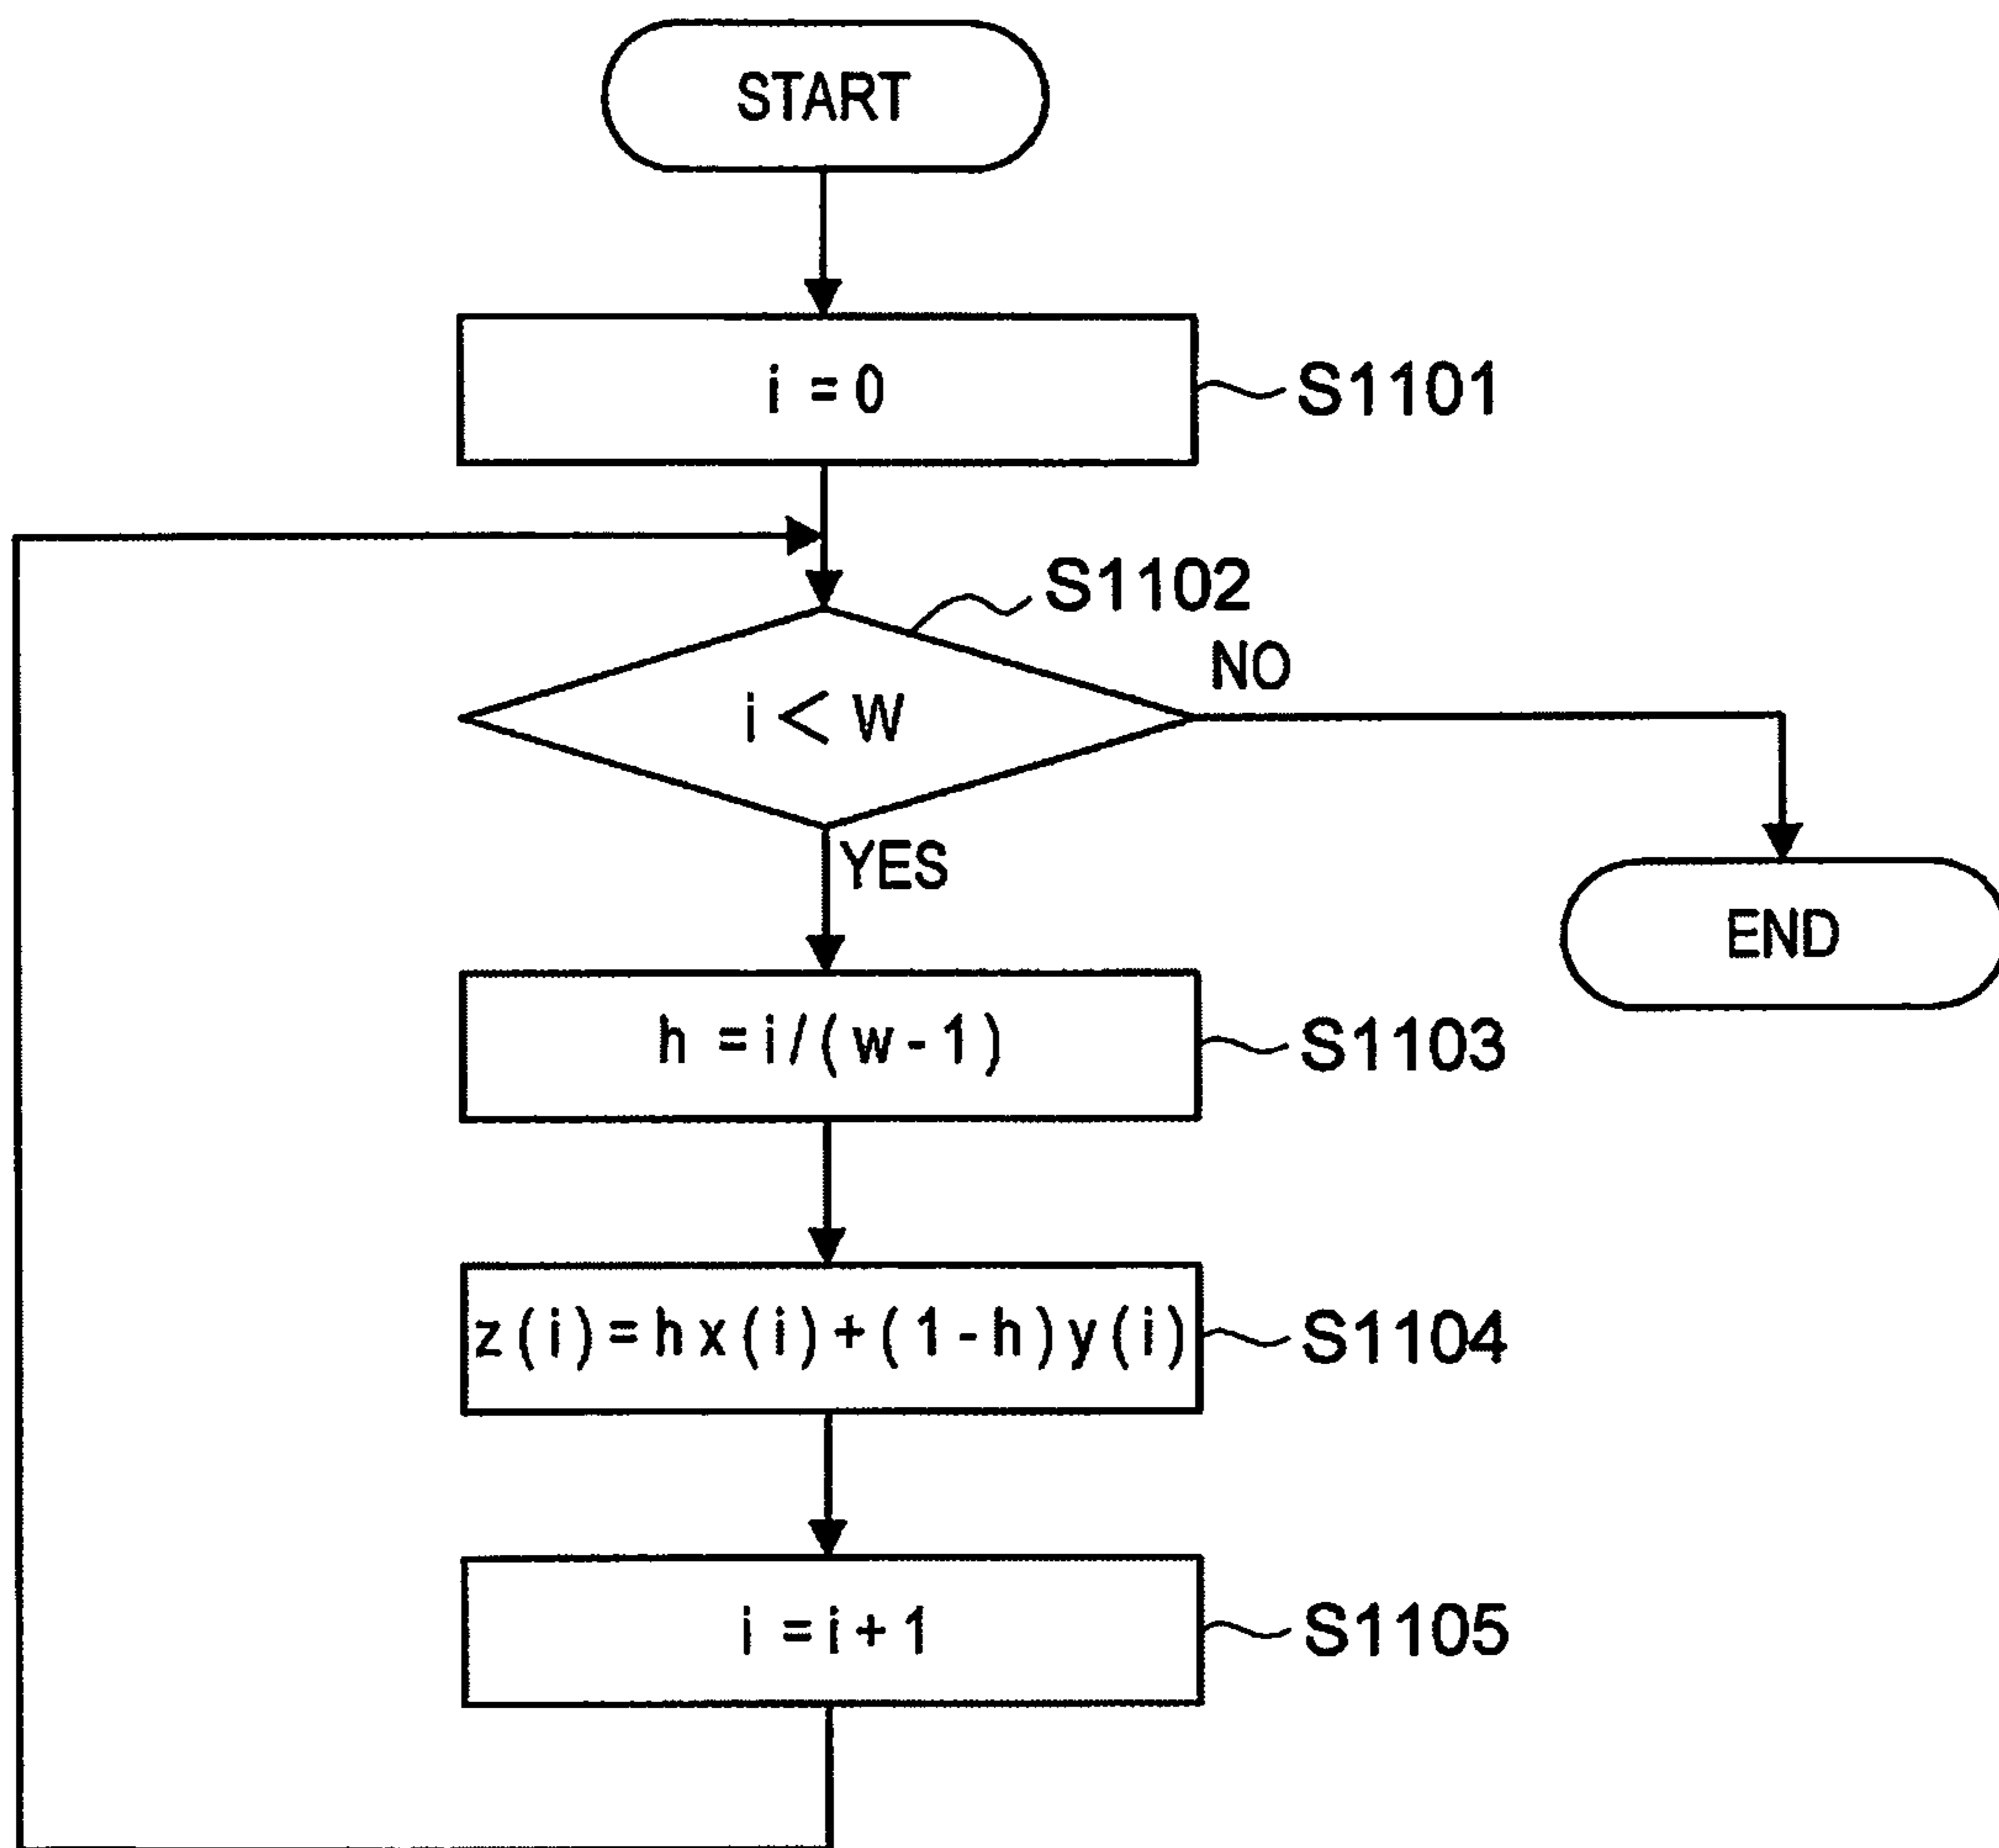 START
i = 0
S1101
S1102
i < W
NO
YES
END
h = i / ( w - 1 )
S1103
z ( i ) = h x ( i ) + ( 1 - h ) y ( i )
S1104
i = i + 1
S1105